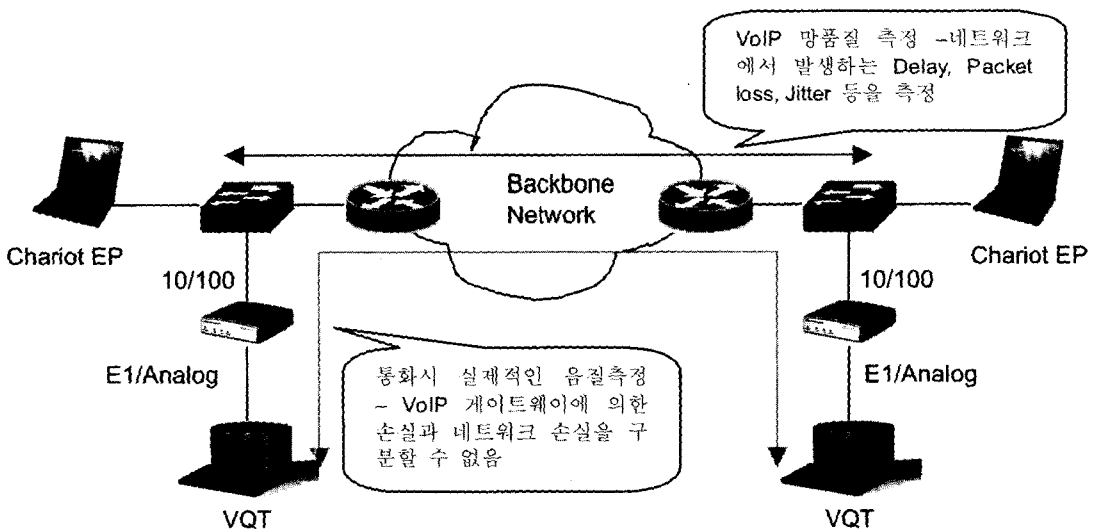 VoIP 망품질 측정 –네트워크
에서 발생하는 Delay, Packet
loss, Jitter 등을 측정
Backbone
Network
Chariot EP
Chariot EP
10/100
10/100
E1/Analog
E1/Analog
통화시 실제적인 음질측정
– VoIP 게이트웨이에 의한
손실과 네트워크 손실을 구
분할 수 없음
VQT
VQT